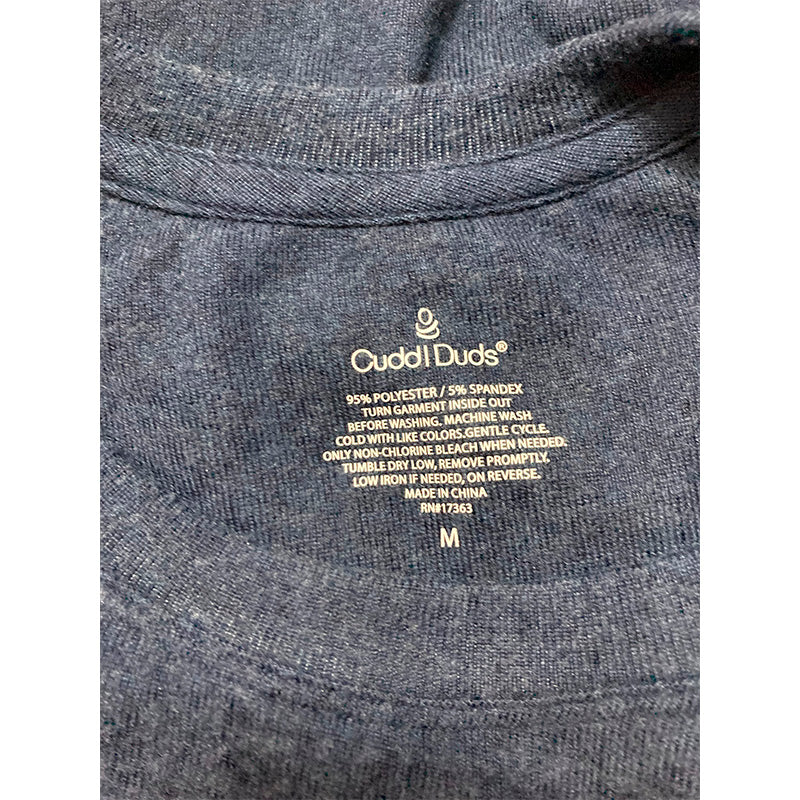 Cuddl Duds®
95% POLYESTER / 5% SPANDEX
TURN GARMENT INSIDE OUT
BEFORE WASHING. MACHINE WASH
COLD WITH LIKE COLORS.GENTLE CYCLE.
ONLY NON-CHLORINE BLEACH WHEN NEEDED.
TUMBLE DRY LOW, REMOVE PROMPTLY.
LOW IRON IF NEEDED, ON REVERSE.
MADE IN CHINA
RN#17363
M